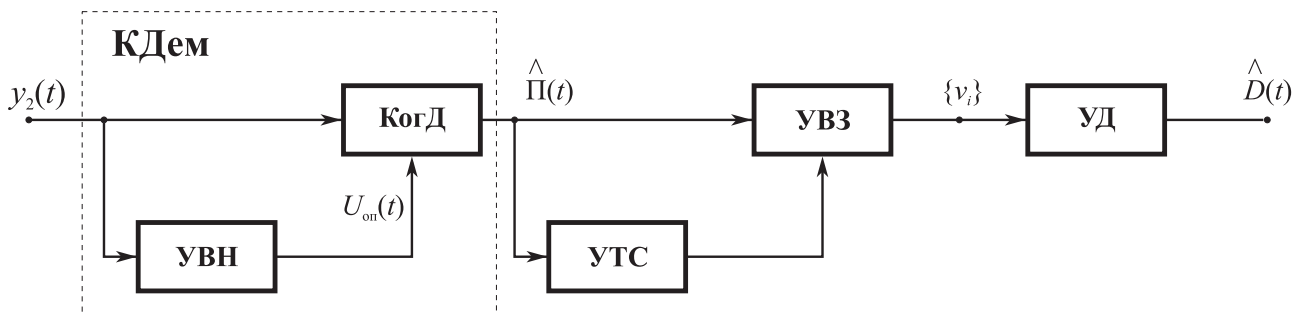 КДем
y₂(t)
КогД
^
П(t)
УВЗ
{vᵢ}
УД
^
D(t)
Uоп(t)
УВН
УТС